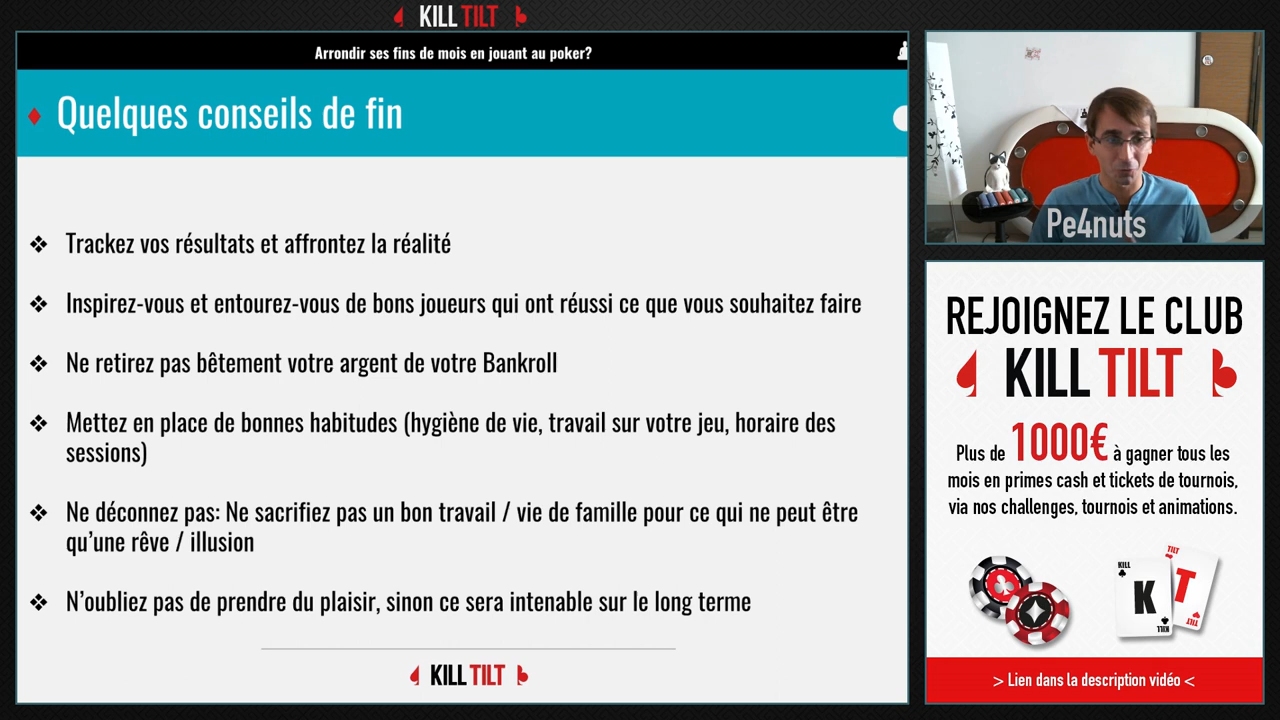 KILL TILT
Arrondir ses fins de mois en jouant au poker?
Quelques conseils de fin
Trackez vos résultats et affrontez la réalité
Inspirez-vous et entourez-vous de bons joueurs qui ont réussi ce que vous souhaitez faire
Ne retirez pas bêtement votre argent de votre Bankroll
Mettez en place de bonnes habitudes (hygiène de vie, travail sur votre jeu, horaire des
sessions)
Ne déconnez pas: Ne sacrifiez pas un bon travail / vie de famille pour ce qui ne peut être
qu’une rêve / illusion
N’oubliez pas de prendre du plaisir, sinon ce sera intenable sur le long terme
KILL TILT
Pe4nuts
REJOIGNEZ LE CLUB
KILL TILT
Plus de 1000€ à gagner tous les
mois en primes cash et tickets de tournois,
via nos challenges, tournois et animations.
KILL
K
KILL
TILT
T
TILT
> Lien dans la description vidéo <